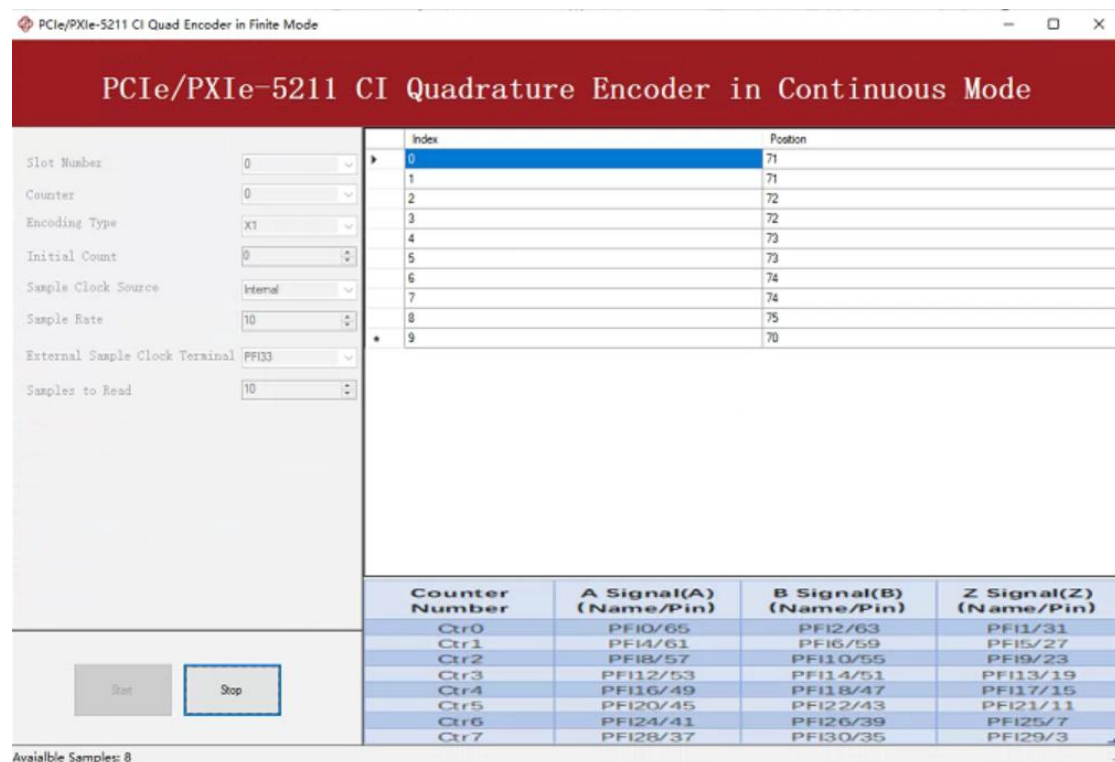 PCIe/PXIe-5211 CI Quad Encoder in Finite Mode
PCIe/PXIe-5211 CI Quadrature Encoder in Continuous Mode
Slot Number 0
Counter 0
Encoding Type X1
Initial Count 0
Sample Clock Source Internal
Sample Rate 10
External Sample Clock Terminal PFI33
Samples to Read 10
Index Position
0 71
1 71
2 72
3 72
4 73
5 73
6 74
7 74
8 75
9 70
Counter Number A Signal(A) (Name/Pin) B Signal(B) (Name/Pin) Z Signal(Z) (Name/Pin)
Ctr0 PFI0/65 PFI2/63 PFI1/31
Ctr1 PFI4/61 PFI6/59 PFI5/27
Ctr2 PFI8/57 PFI10/55 PFI9/23
Ctr3 PFI12/53 PFI14/51 PFI13/19
Ctr4 PFI16/49 PFI18/47 PFI17/15
Ctr5 PFI20/45 PFI22/43 PFI21/11
Ctr6 PFI24/41 PFI26/39 PFI25/7
Ctr7 PFI28/37 PFI30/35 PFI29/3
Start Stop
Avaialble Samples: 8